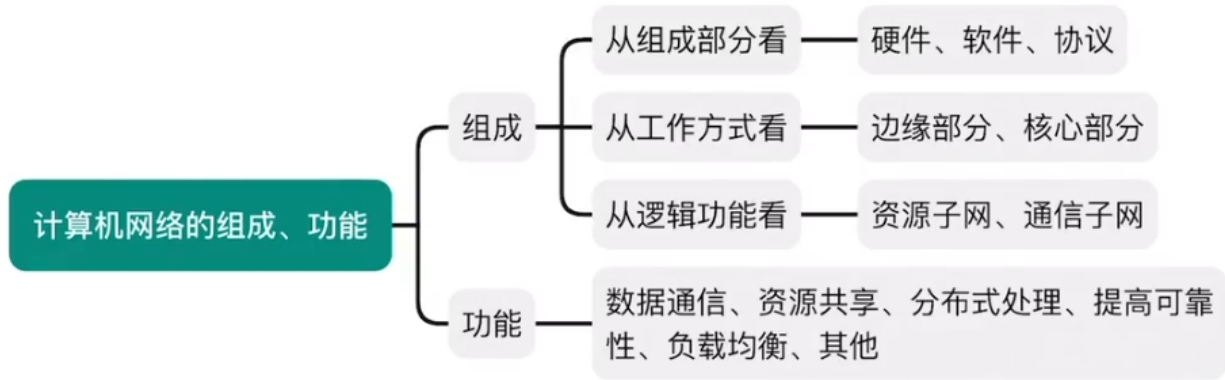 计算机网络的组成、功能
组成
从组成部分看
硬件、软件、协议
从工作方式看
边缘部分、核心部分
从逻辑功能看
资源子网、通信子网
功能
数据通信、资源共享、分布式处理、提高可靠
性、负载均衡、其他